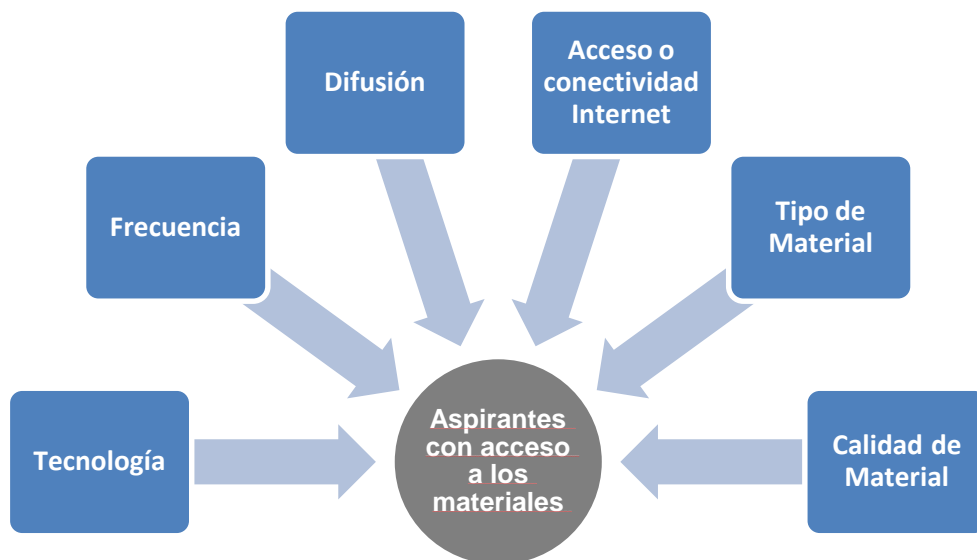 Difusión
Acceso o
conectividad
Internet
Frecuencia
Tipo de
Material
Tecnología
Aspirantes
con acceso
a los
materiales
Calidad de
Material